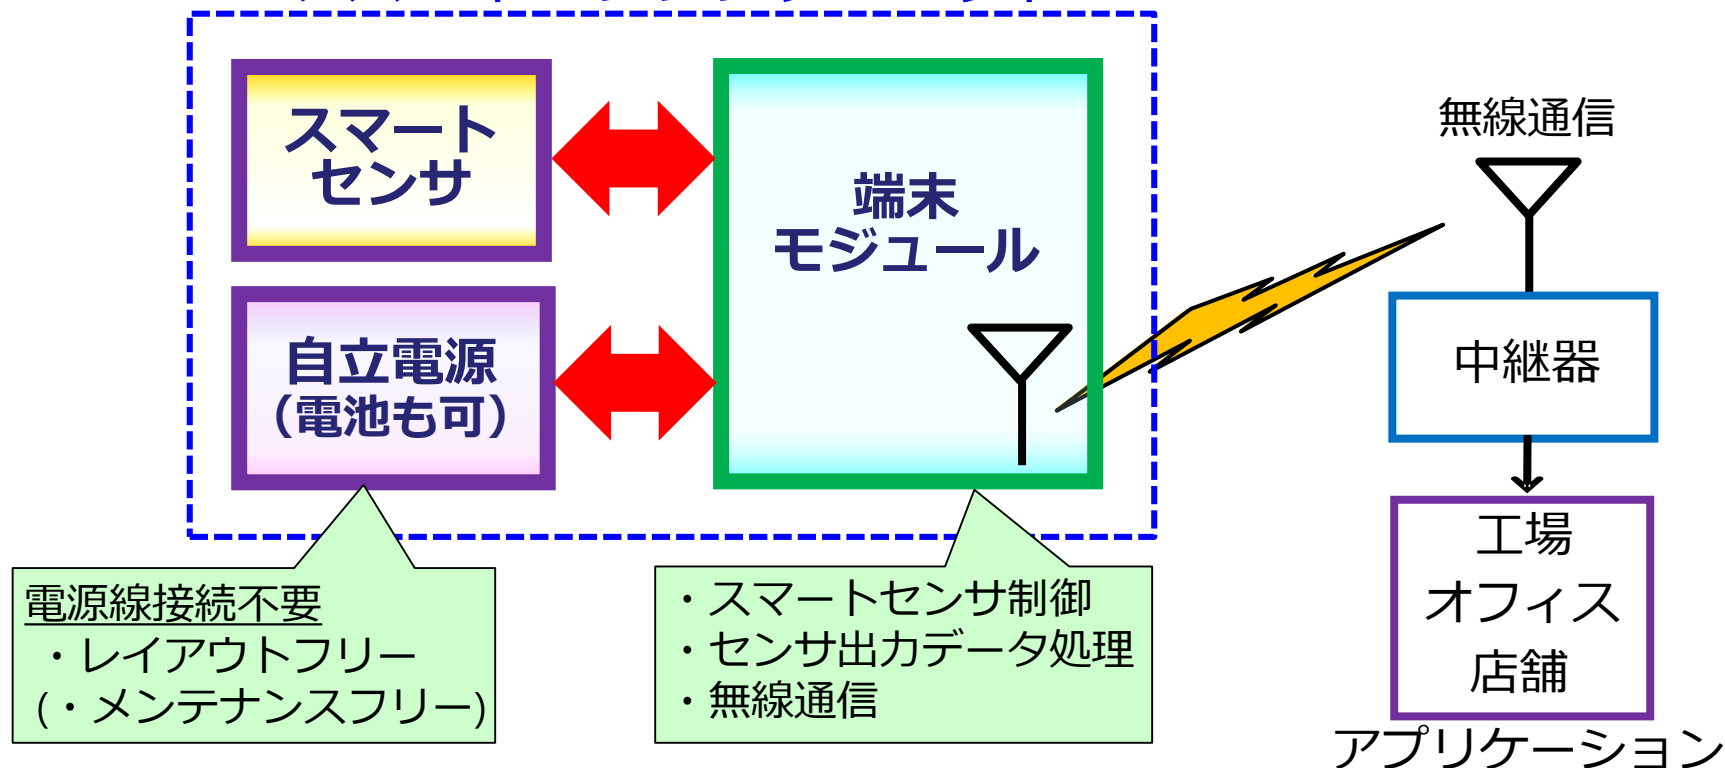 スマート
センサ
端末
モジュール
自立電源
（電池も可）
無線通信
中継器
工場
オフィス
店舗
アプリケーション
電源線接続不要
・レイアウトフリー
(・メンテナンスフリー)
・スマートセンサ制御
・センサ出力データ処理
・無線通信